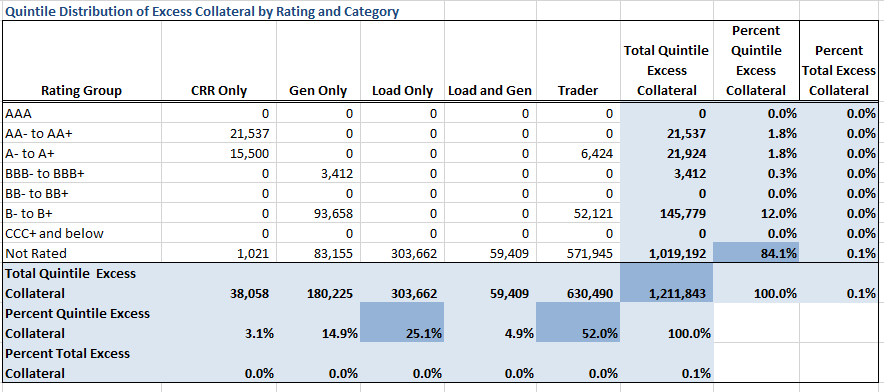 Quintile Distribution of Excess Collateral by Rating and Category
Rating Group CRR Only Gen Only Load Only Load and Gen Trader Total Quintile Excess Collateral Percent Quintile Excess Collateral Percent Total Excess Collateral
AAA 0 0 0 0 0 0 0.0% 0.0%
AA- to AA+ 21,537 0 0 0 0 21,537 1.8% 0.0%
A- to A+ 15,500 0 0 0 6,424 21,924 1.8% 0.0%
BBB- to BBB+ 0 3,412 0 0 0 3,412 0.3% 0.0%
BB- to BB+ 0 0 0 0 0 0 0.0% 0.0%
B- to B+ 0 93,658 0 0 52,121 145,779 12.0% 0.0%
CCC+ and below 0 0 0 0 0 0 0.0% 0.0%
Not Rated 1,021 83,155 303,662 59,409 571,945 1,019,192 84.1% 0.1%
Total Quintile Excess
Collateral 38,058 180,225 303,662 59,409 630,490 1,211,843 100.0% 0.1%
Percent Quintile Excess
Collateral 3.1% 14.9% 25.1% 4.9% 52.0% 100.0%
Percent Total Excess
Collateral 0.0% 0.0% 0.0% 0.0% 0.0% 0.1%